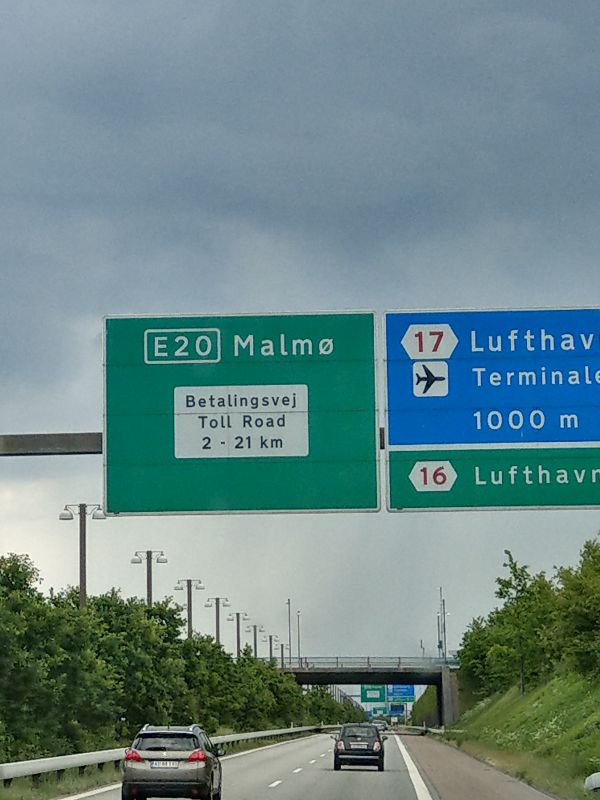 E20 Malmø
Betalingsvej
Toll Road
2 - 21 km
17 Lufthav
Terminale
1000 m
16 Lufthavn